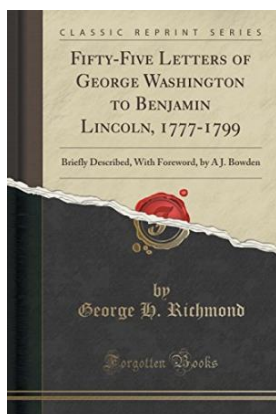 CLASSIC REPRINT SERIES
FIFTY-FIVE LETTERS OF
GEORGE WASHINGTON
TO BENJAMIN
LINCOLN, 1777-1799
Briefly Described, With Foreword, by A J. Bowden
by
George H. Richmond
Forgotten Books